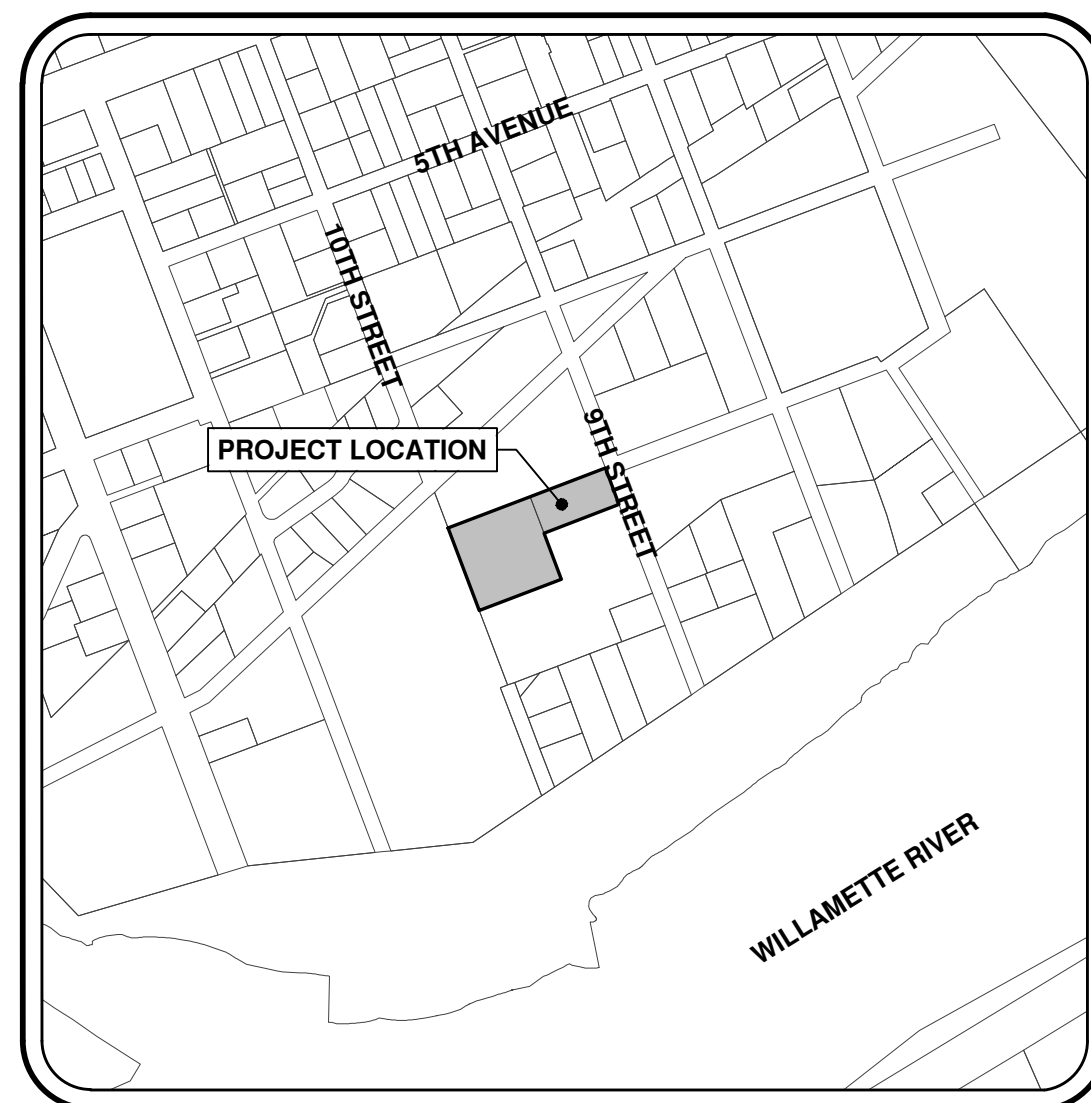 5TH AVENUE
10TH STREET
PROJECT LOCATION
9TH STREET
WILLAMETTE RIVER